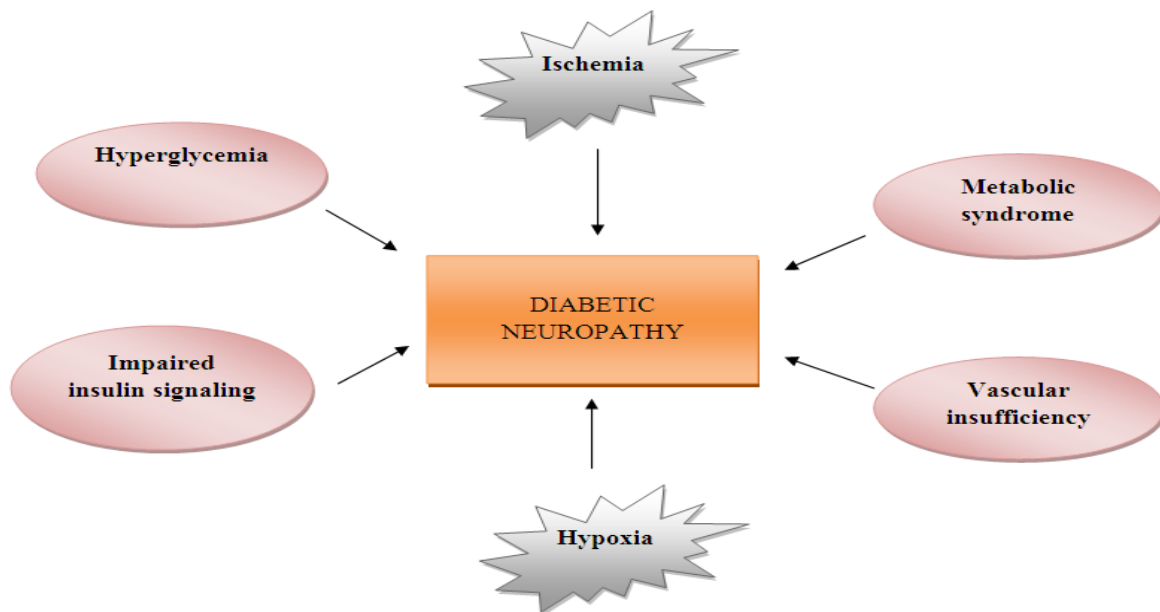 Ischemia
Hyperglycemia
Metabolic
syndrome
DIABETIC
NEUROPATHY
Impaired
insulin signaling
Vascular
insufficiency
Hypoxia